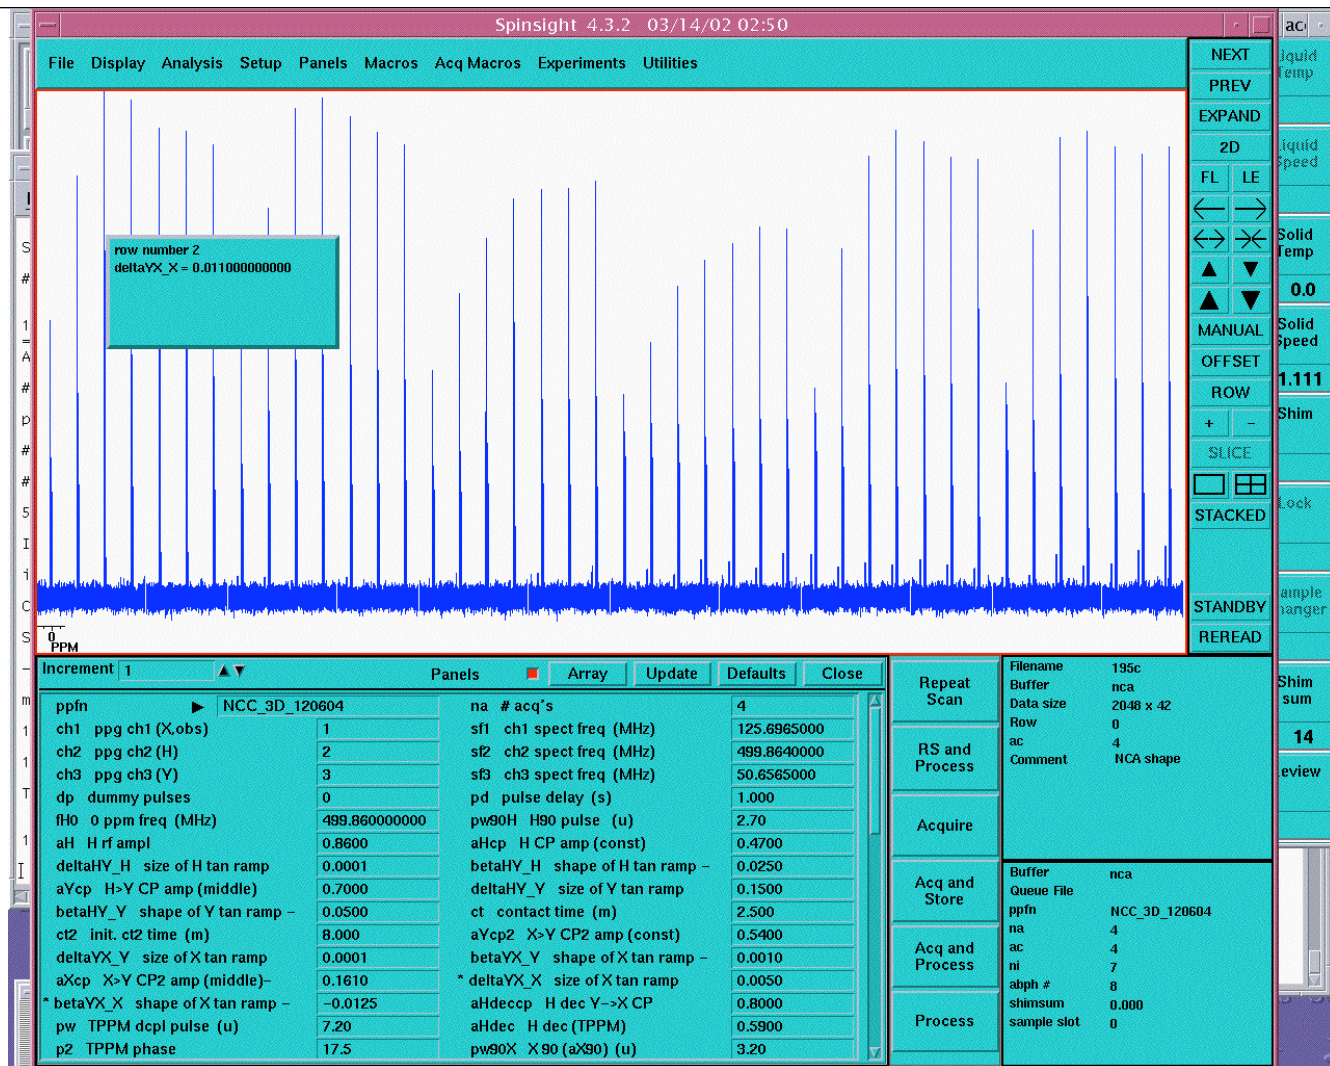 Spinsight 4.3.2 03/14/02 02:50
File Display Analysis Setup Panels Macros Acq Macros Experiments Utilities
row number 2
deltaYX_X = 0.011000000000
0
PPM
NEXT
PREV
EXPAND
2D
FL LE
MANUAL
OFFSET
ROW
+ -
SLICE
STACKED
STANDBY
REREAD
Solid
Temp
0.0
Solid
Speed
1.111
Shim
Lock
Shim
sum
14
Increment 1 Panels Array Update Defaults Close
ppfn NCC_3D_120604 na # acq's 4
ch1 ppg ch1 (X,obs) 1 sf1 ch1 spect freq (MHz) 125.6965000
ch2 ppg ch2 (H) 2 sf2 ch2 spect freq (MHz) 499.8640000
ch3 ppg ch3 (Y) 3 sf3 ch3 spect freq (MHz) 50.6565000
dp dummy pulses 0 pd pulse delay (s) 1.000
fH0 0 ppm freq (MHz) 499.860000000 pw90H H90 pulse (u) 2.70
aH H rf ampl 0.8600 aHcp H CP amp (const) 0.4700
deltaHY_H size of H tan ramp 0.0001 betaHY_H shape of H tan ramp - 0.0250
aYcp H>Y CP amp (middle) 0.7000 deltaHY_Y size of Y tan ramp 0.1500
betaHY_Y shape of Y tan ramp - 0.0500 ct contact time (m) 2.500
ct2 init. ct2 time (m) 8.000 aYcp2 X>Y CP2 amp (const) 0.5400
deltaYX_Y size of X tan ramp 0.0001 betaYX_Y shape of X tan ramp - 0.0010
aXcp X>Y CP2 amp (middle)- 0.1610 * deltaYX_X size of X tan ramp 0.0050
* betaYX_X shape of X tan ramp - -0.0125 aHdeccp H dec Y->X CP 0.8000
pw TPPM dcpl pulse (u) 7.20 aHdec H dec (TPPM) 0.5900
p2 TPPM phase 17.5 pw90X X 90 (aX90) (u) 3.20
Repeat
Scan
RS and
Process
Acquire
Acq and
Store
Acq and
Process
Process
Filename 195c
Buffer nca
Data size 2048 x 42
Row 0
ac 4
Comment NCA shape
Buffer nca
Queue File
ppfn NCC_3D_120604
na 4
ac 4
ni 7
abph # 8
shimsum 0.000
sample slot 0